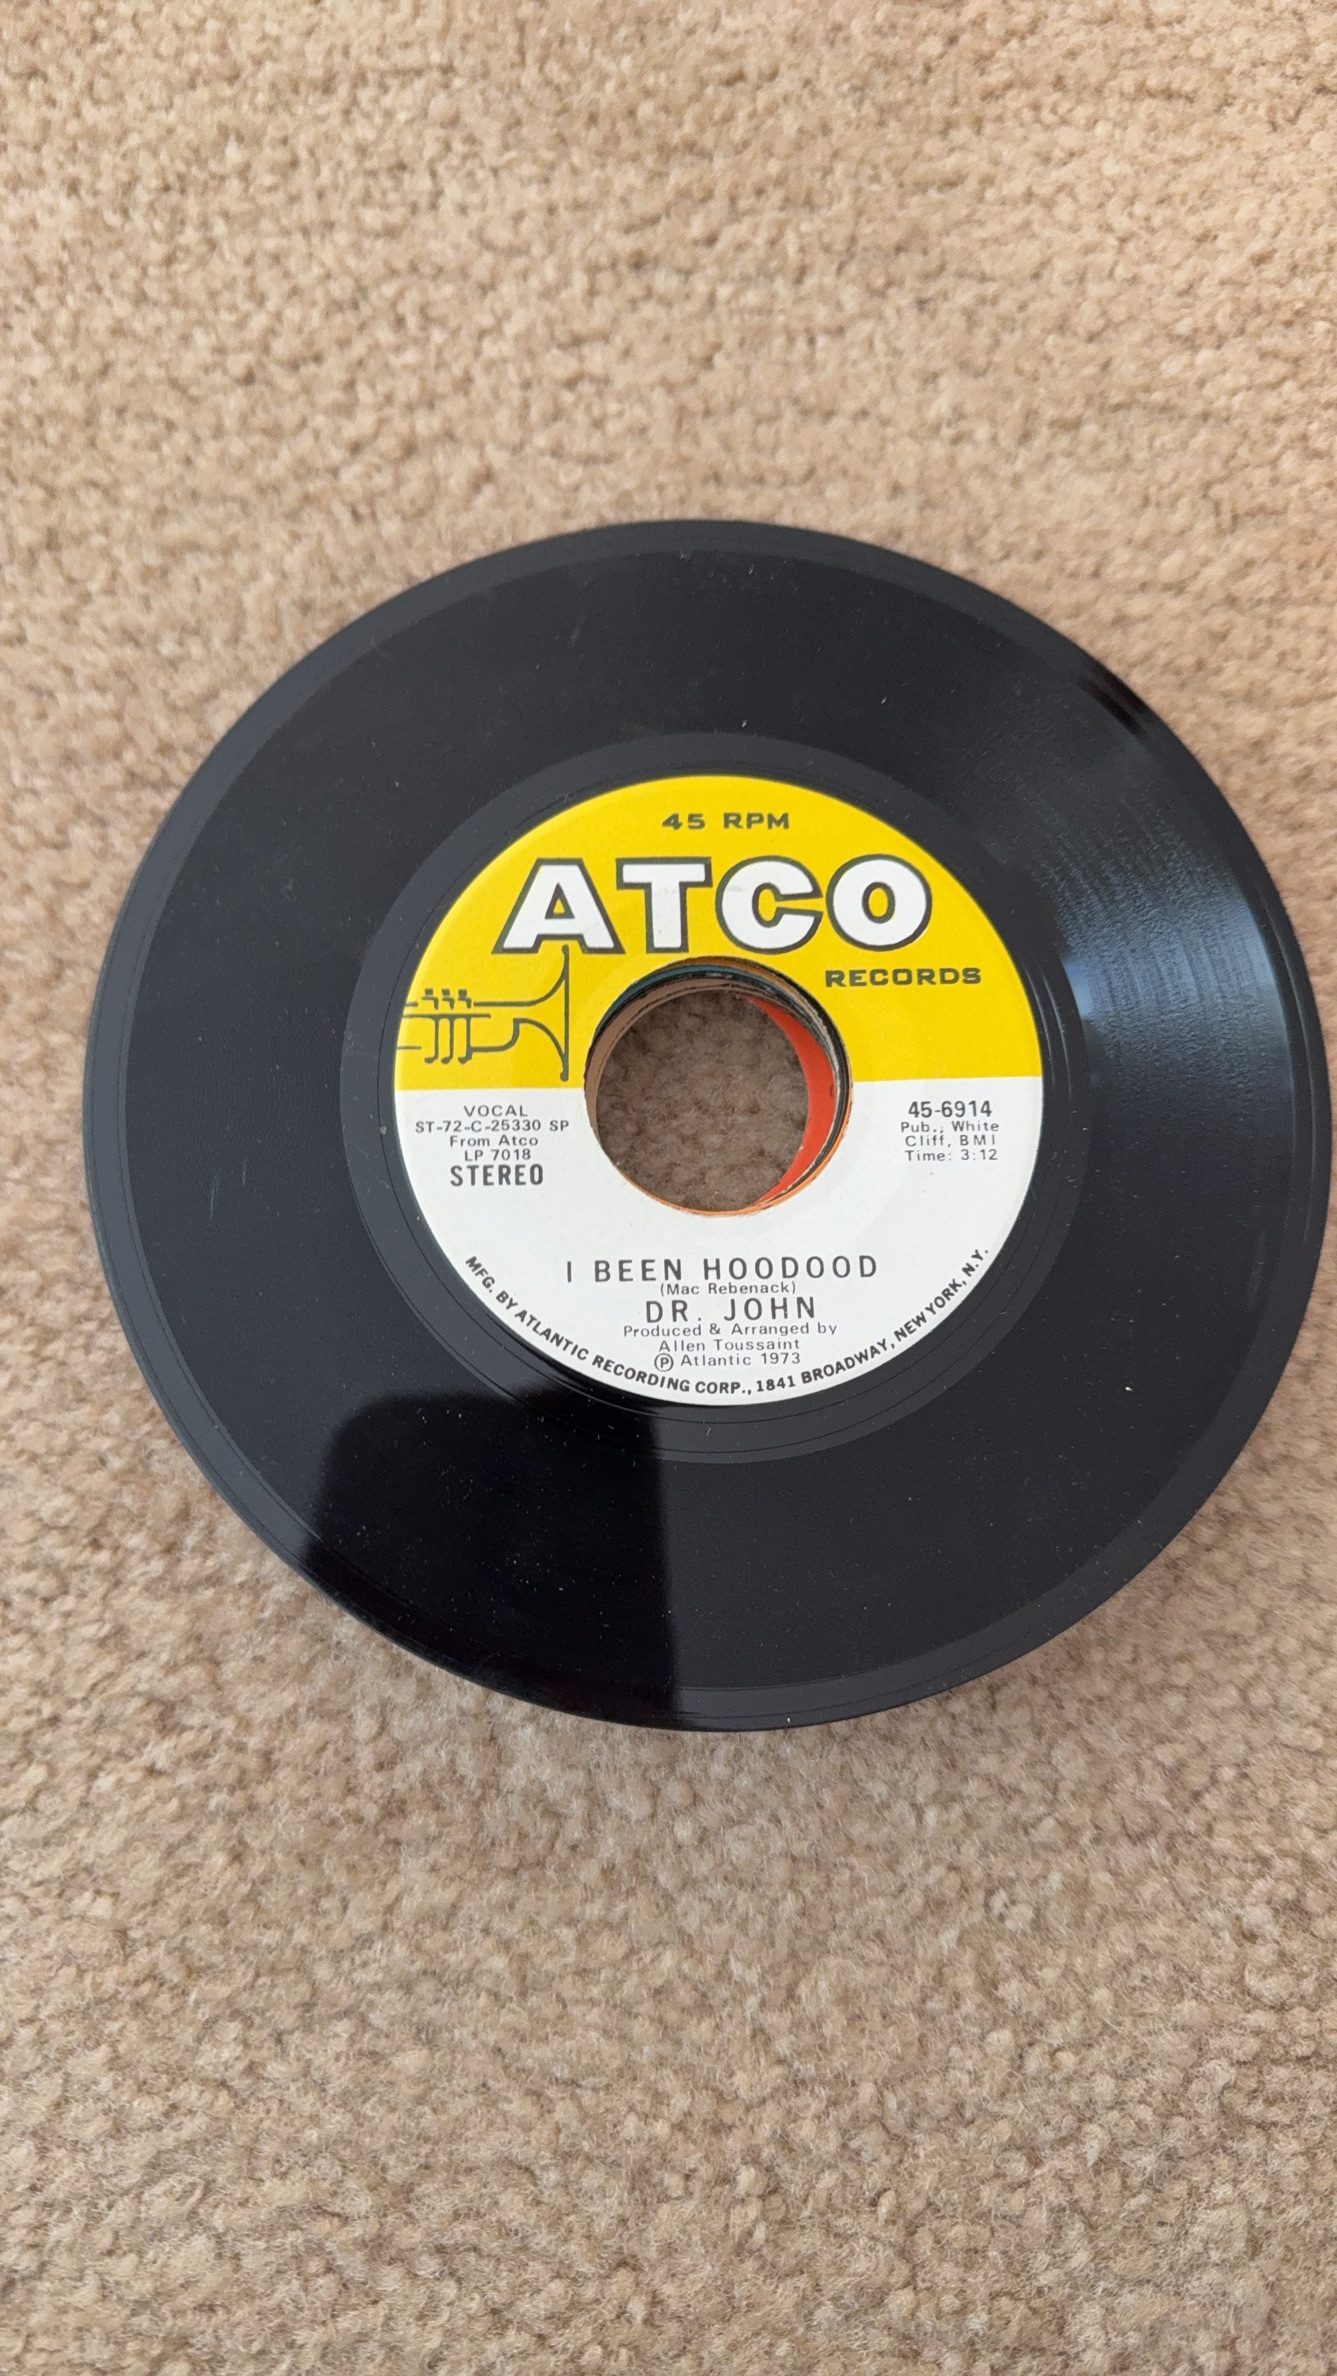 45 RPM
ATCO
RECORDS
VOCAL
ST-72-C-25330 SP
From Atco
LP 7018
STEREO
45-6914
Pub., White
Cliff, BMI
Time: 3:12
I BEEN HOODOOD
(Mac Rebenack)
DR. JOHN
Produced & Arranged by
Allen Toussaint
Ⓟ Atlantic 1973
MFG. BY ATLANTIC RECORDING CORP., 1841 BROADWAY, NEW YORK, N.Y.